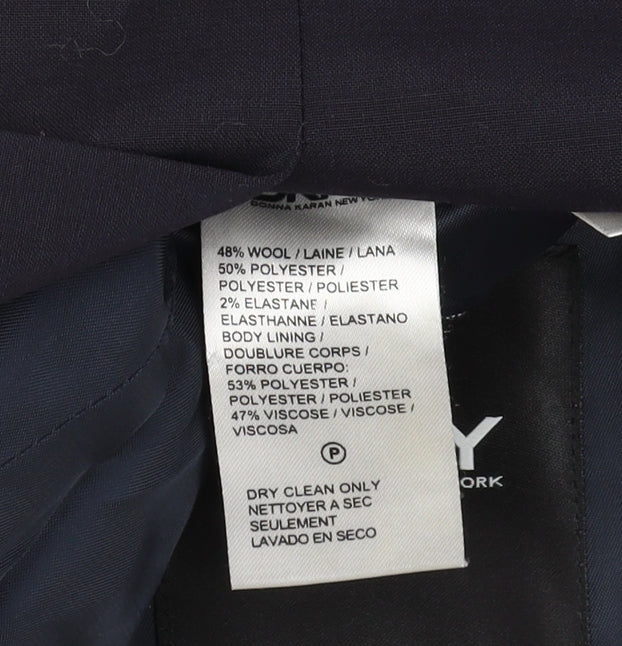 DONNA KARAN NEW
48% WOOL / LAINE / LANA
50% POLYESTER /
POLYESTER / POLIESTER
2% ELASTANE /
ELASTHANNE / ELASTANO
BODY LINING /
DOUBLURE CORPS /
FORRO CUERPO:
53% POLYESTER /
POLYESTER / POLIESTER
47% VISCOSE / VISCOSE /
VISCOSA
P
DRY CLEAN ONLY
NETTOYER A SEC
SEULEMENT
LAVADO EN SECO
Y
ORK